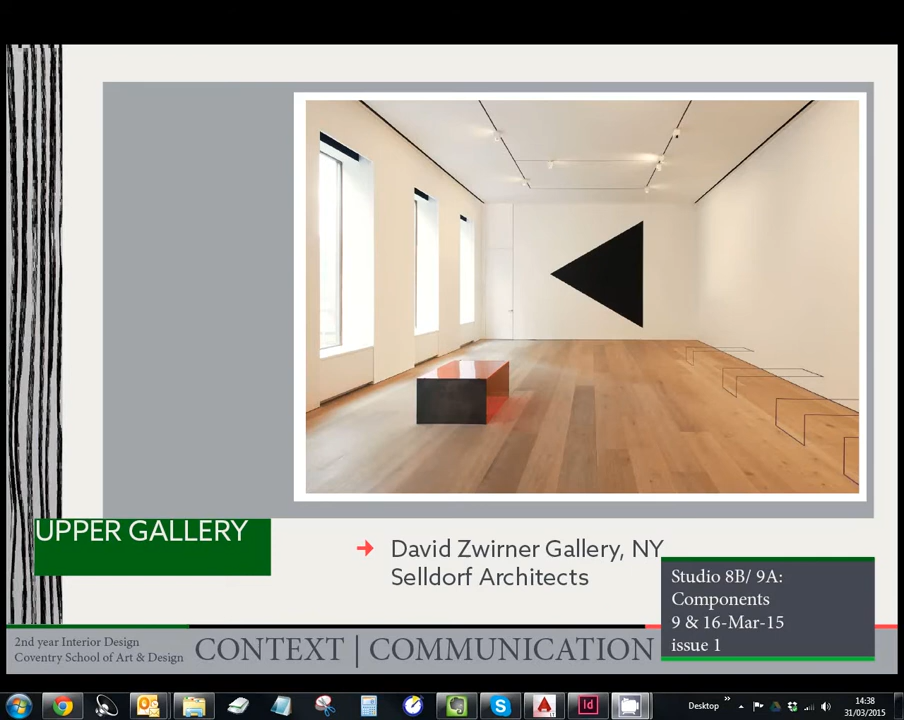 UPPER GALLERY
David Zwirner Gallery, NY
Selldorf Architects
Studio 8B/ 9A:
Components
9 & 16-Mar-15
issue 1
2nd year Interior Design
Coventry School of Art & Design
CONTEXT | COMMUNICATION
Desktop
14:38
31/03/2015